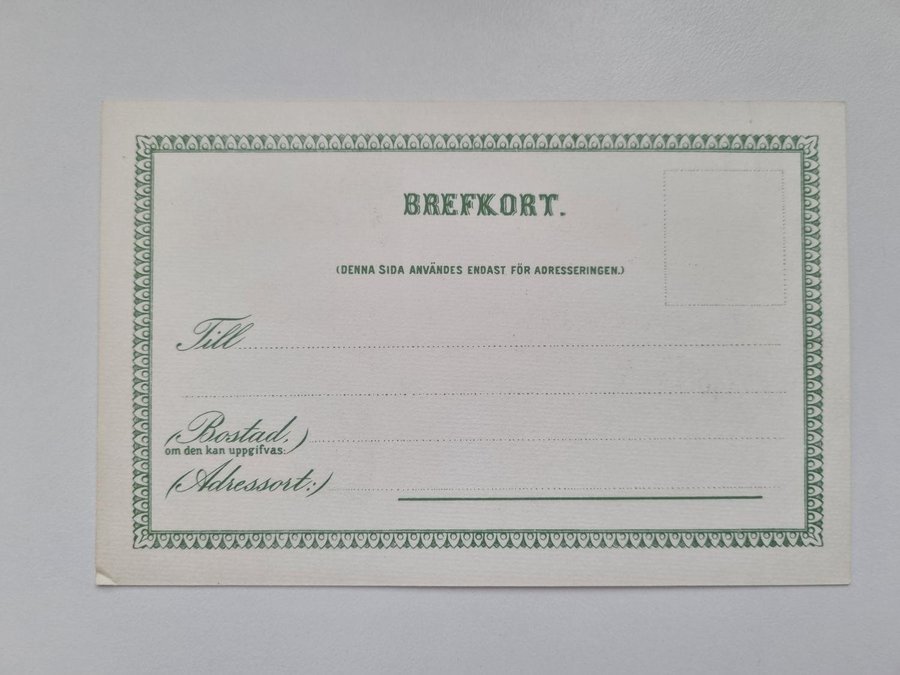 BREFKORT.
(DENNA SIDA ANVÄNDES ENDAST FÖR ADRESSERINGEN.)
Till
(Bostad,)
om den kan uppgifvas:
(Adressort:)